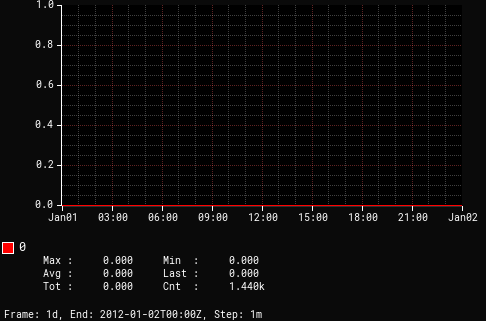 1.0
0.8
0.6
0.4
0.2
0.0
Jan01 03:00 06:00 09:00 12:00 15:00 18:00 21:00 Jan02
0
Max : 0.000 Min : 0.000
Avg : 0.000 Last : 0.000
Tot : 0.000 Cnt : 1.440k
Frame: 1d, End: 2012-01-02T00:00Z, Step: 1m